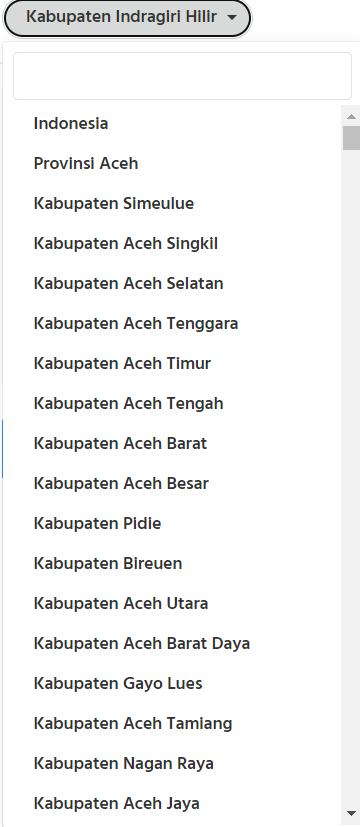 Kabupaten Indragiri Hilir
Indonesia
Provinsi Aceh
Kabupaten Simeulue
Kabupaten Aceh Singkil
Kabupaten Aceh Selatan
Kabupaten Aceh Tenggara
Kabupaten Aceh Timur
Kabupaten Aceh Tengah
Kabupaten Aceh Barat
Kabupaten Aceh Besar
Kabupaten Pidie
Kabupaten Bireuen
Kabupaten Aceh Utara
Kabupaten Aceh Barat Daya
Kabupaten Gayo Lues
Kabupaten Aceh Tamiang
Kabupaten Nagan Raya
Kabupaten Aceh Jaya